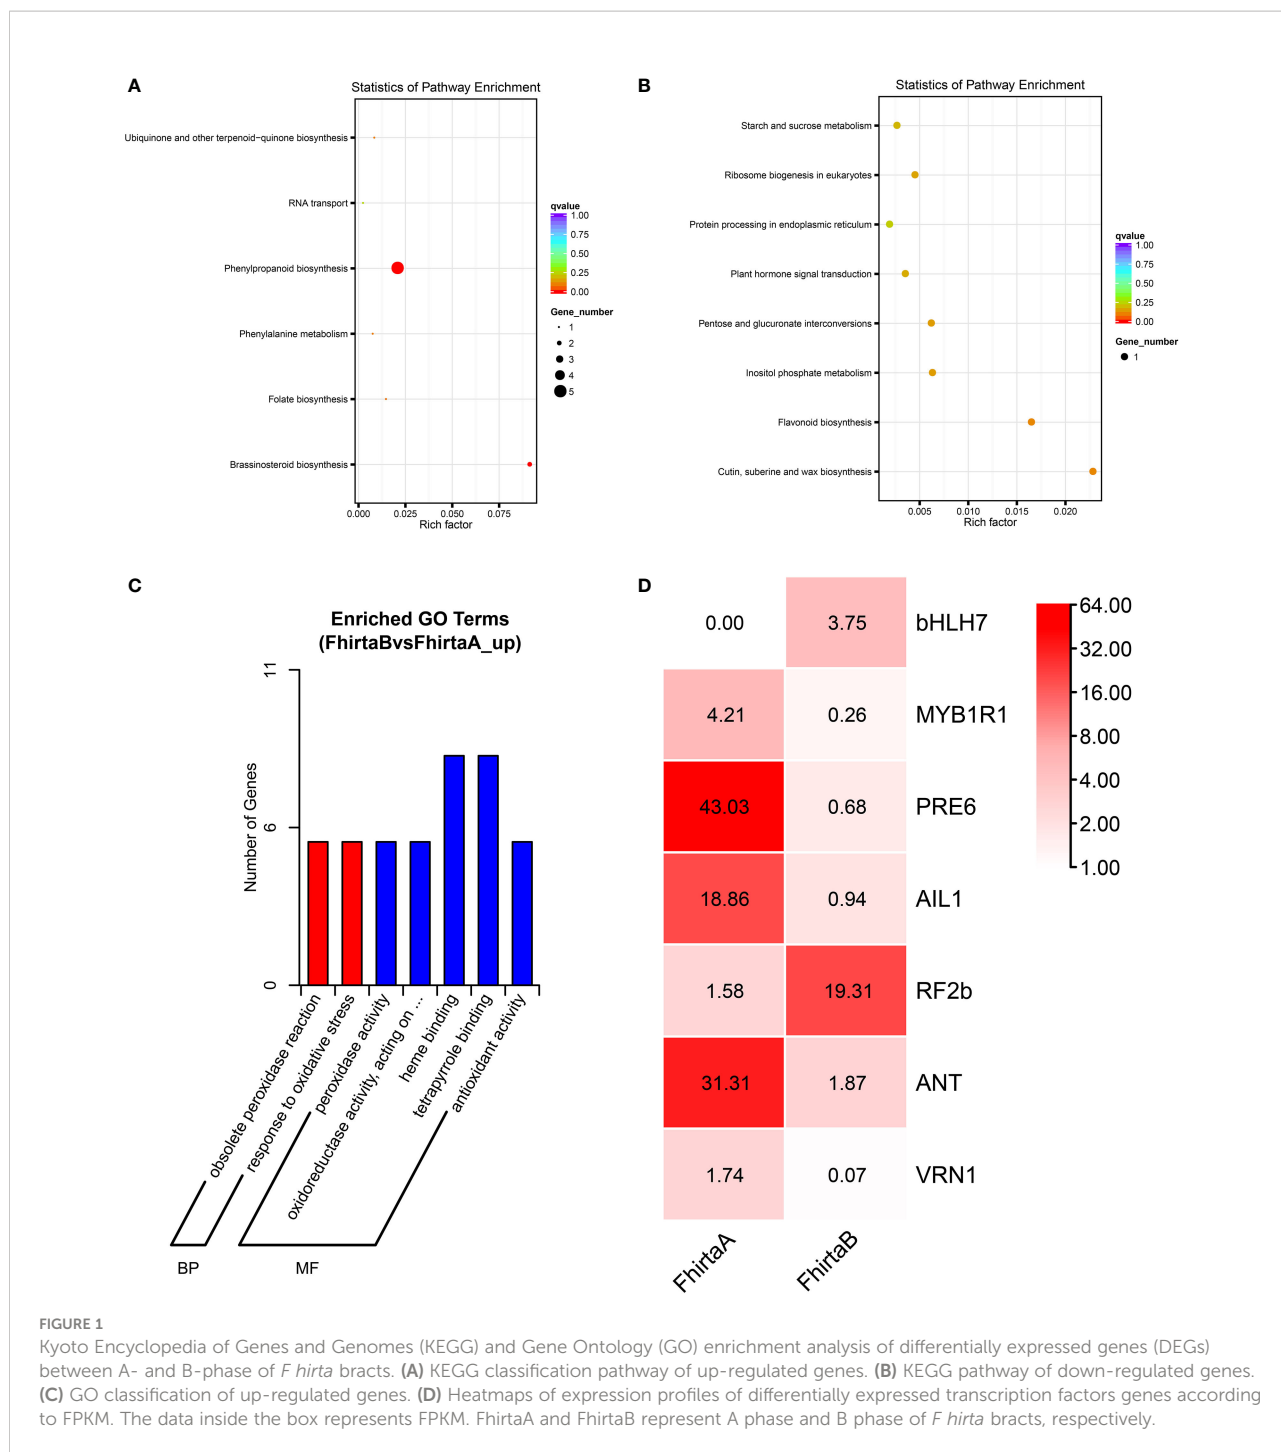 A
Statistics of Pathway Enrichment
Ubiquinone and other terpenoid−quinone biosynthesis
RNA transport
Phenylpropanoid biosynthesis
Phenylalanine metabolism
Folate biosynthesis
Brassinosteroid biosynthesis
0.000 0.025 0.050 0.075
Rich factor
qvalue
1.00
0.75
0.50
0.25
0.00
Gene_number
1
2
3
4
5
B
Statistics of Pathway Enrichment
Starch and sucrose metabolism
Ribosome biogenesis in eukaryotes
Protein processing in endoplasmic reticulum
Plant hormone signal transduction
Pentose and glucuronate interconversions
Inositol phosphate metabolism
Flavonoid biosynthesis
Cutin, suberine and wax biosynthesis
0.005 0.010 0.015 0.020
Rich factor
qvalue
1.00
0.75
0.50
0.25
0.00
Gene_number
1
C
Enriched GO Terms
(FhirtaBvsFhirtaA_up)
Number of Genes
11
6
0
obsolete peroxidase reaction
response to oxidative stress
peroxidase activity
oxidoreductase activity, acting on ...
heme binding
tetrapyrrole binding
antioxidant activity
BP
MF
D
0.00 3.75 bHLH7
4.21 0.26 MYB1R1
43.03 0.68 PRE6
18.86 0.94 AIL1
1.58 19.31 RF2b
31.31 1.87 ANT
1.74 0.07 VRN1
FhirtaA
FhirtaB
64.00
32.00
16.00
8.00
4.00
2.00
1.00
FIGURE 1
Kyoto Encyclopedia of Genes and Genomes (KEGG) and Gene Ontology (GO) enrichment analysis of differentially expressed genes (DEGs)
between A- and B-phase of F hirta bracts. (A) KEGG classification pathway of up-regulated genes. (B) KEGG pathway of down-regulated genes.
(C) GO classification of up-regulated genes. (D) Heatmaps of expression profiles of differentially expressed transcription factors genes according
to FPKM. The data inside the box represents FPKM. FhirtaA and FhirtaB represent A phase and B phase of F hirta bracts, respectively.